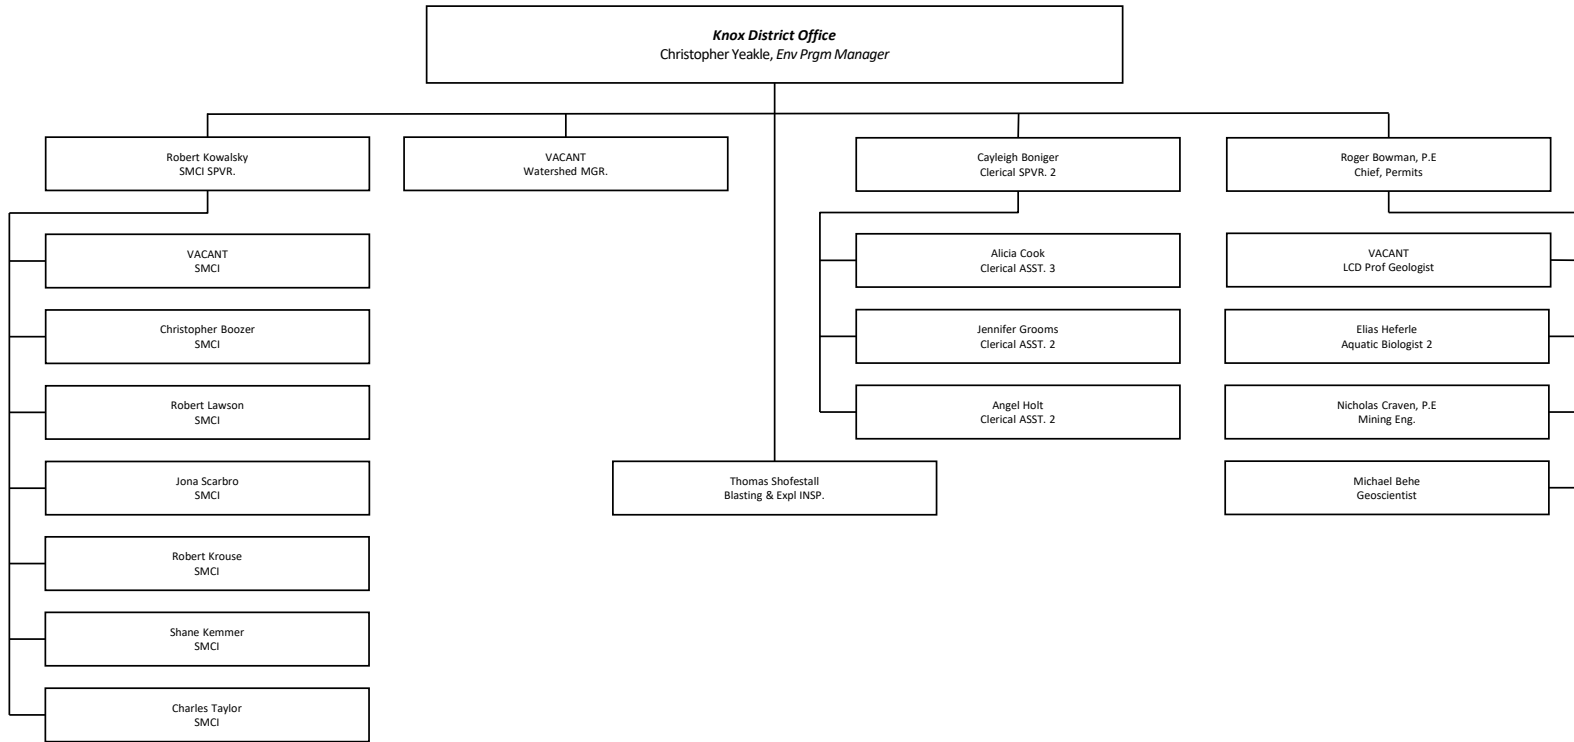 Knox District Office
Christopher Yeakle, Env Prgm Manager
Robert Kowalsky
SMCI SPVR.
VACANT
Watershed MGR.
Cayleigh Boniger
Clerical SPVR. 2
Roger Bowman, P.E
Chief, Permits
VACANT
SMCI
Christopher Boozer
SMCI
Robert Lawson
SMCI
Jona Scarbro
SMCI
Robert Krouse
SMCI
Shane Kemmer
SMCI
Charles Taylor
SMCI
Thomas Shofestall
Blasting & Expl INSP.
Alicia Cook
Clerical ASST. 3
Jennifer Grooms
Clerical ASST. 2
Angel Holt
Clerical ASST. 2
VACANT
LCD Prof Geologist
Elias Heferle
Aquatic Biologist 2
Nicholas Craven, P.E
Mining Eng.
Michael Behe
Geoscientist